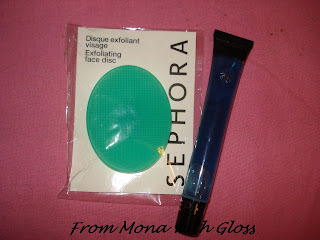 Disque exfoliant
visage
Exfoliating
face disc
SEPHORA
From Mona With Gloss